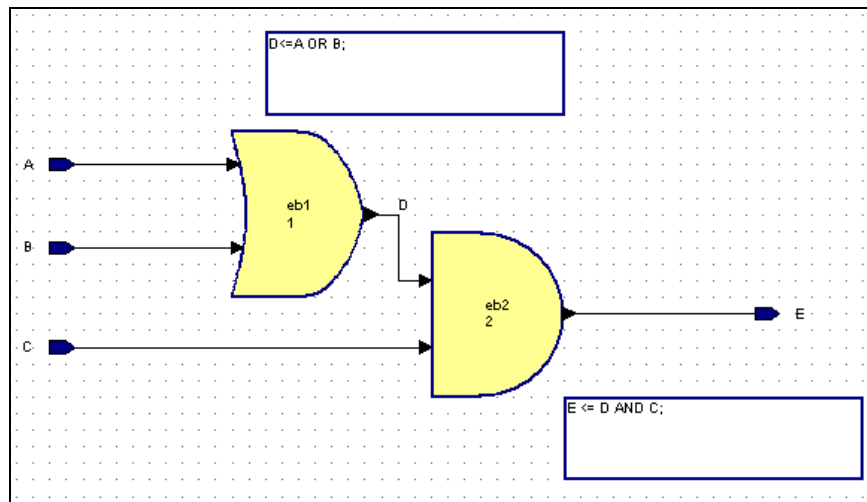 D<=A OR B;
A
eb1
1
D
B
eb2
2
E
C
E <= D AND C;